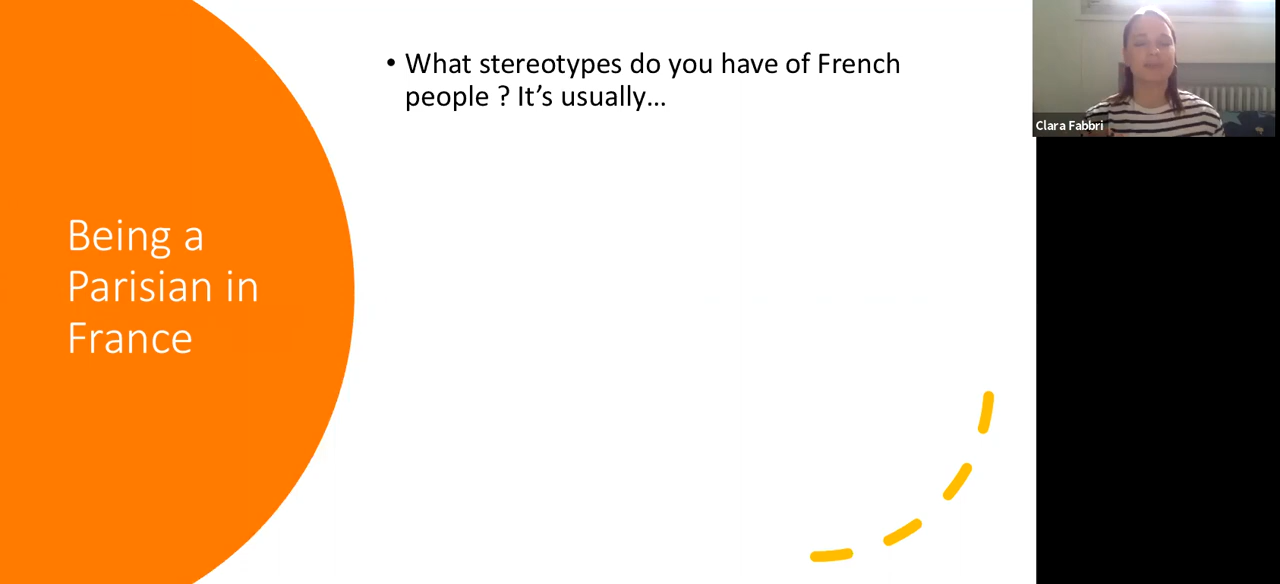 Being a
Parisian in
France
• What stereotypes do you have of French
people ? It’s usually…
Clara Fabbri